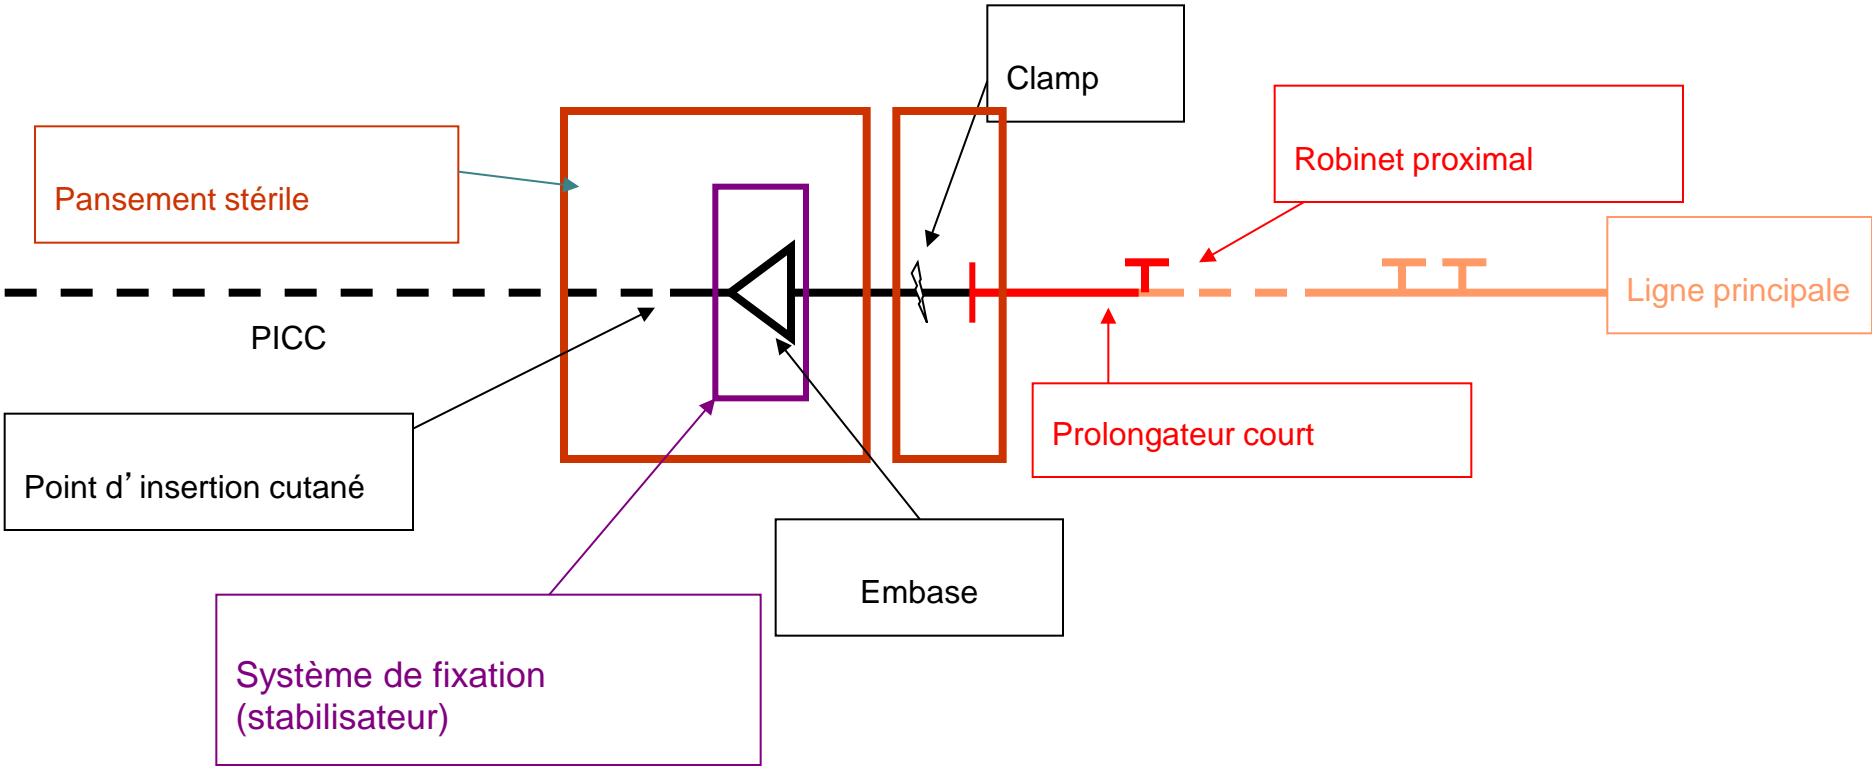 Clamp
Robinet proximal
Pansement stérile
Ligne principale
PICC
Prolongateur court
Point d’insertion cutané
Embase
Système de fixation
(stabilisateur)